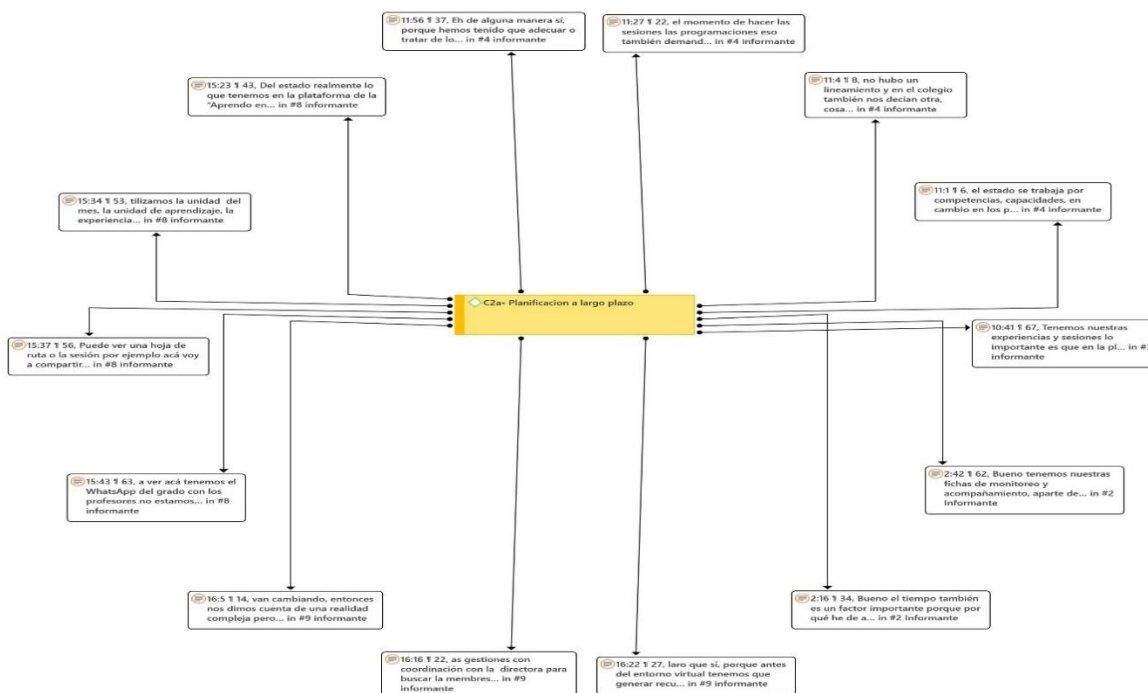 11:56 ¶ 37, Eh de alguna manera sí,
porque hemos tenido que adecuar o
tratar de lo... in #4 informante
11:27 ¶ 22, el momento de hacer las
sesiones las programaciones eso
también demand... in #4 informante
15:23 ¶ 43, Del estado realmente lo
que tenemos en la plataforma de la
"Aprendo en... in #8 informante
11:4 ¶ 8, no hubo un
lineamiento y en el colegio
también nos decían otra,
cosa... in #4 informante
15:34 ¶ 53, tilizamos la unidad del
mes, la unidad de aprendizaje, la
experiencia... in #8 informante
11:1 ¶ 6, el estado se trabaja por
competencias, capacidades, en
cambio en los p... in #4 informante
C2a- Planificacion a largo plazo
15:37 ¶ 56, Puede ver una hoja de
ruta o la sesión por ejemplo acá voy
a compartir... in #8 informante
10:41 ¶ 67, Tenemos nuestras
experiencias y sesiones lo
importante es que en la pl... in
informante
15:43 ¶ 63, a ver acá tenemos el
WhatsApp del grado con los
profesores no estamos... in #8
informante
2:42 ¶ 62, Bueno tenemos nuestras
fichas de monitoreo y
acompañamiento, aparte de... in #2
Informante
16:5 ¶ 14, van cambiando, entonces
nos dimos cuenta de una realidad
compleja pero... in #9 informante
2:16 ¶ 34, Bueno el tiempo también
es un factor importante porque por
qué he de a... in #2 Informante
16:16 ¶ 22, as gestiones con
coordinación con la directora para
buscar la membres... in #9
informante
16:22 ¶ 27, laro que sí, porque antes
del entorno virtual tenemos que
generar recu... in #9 informante